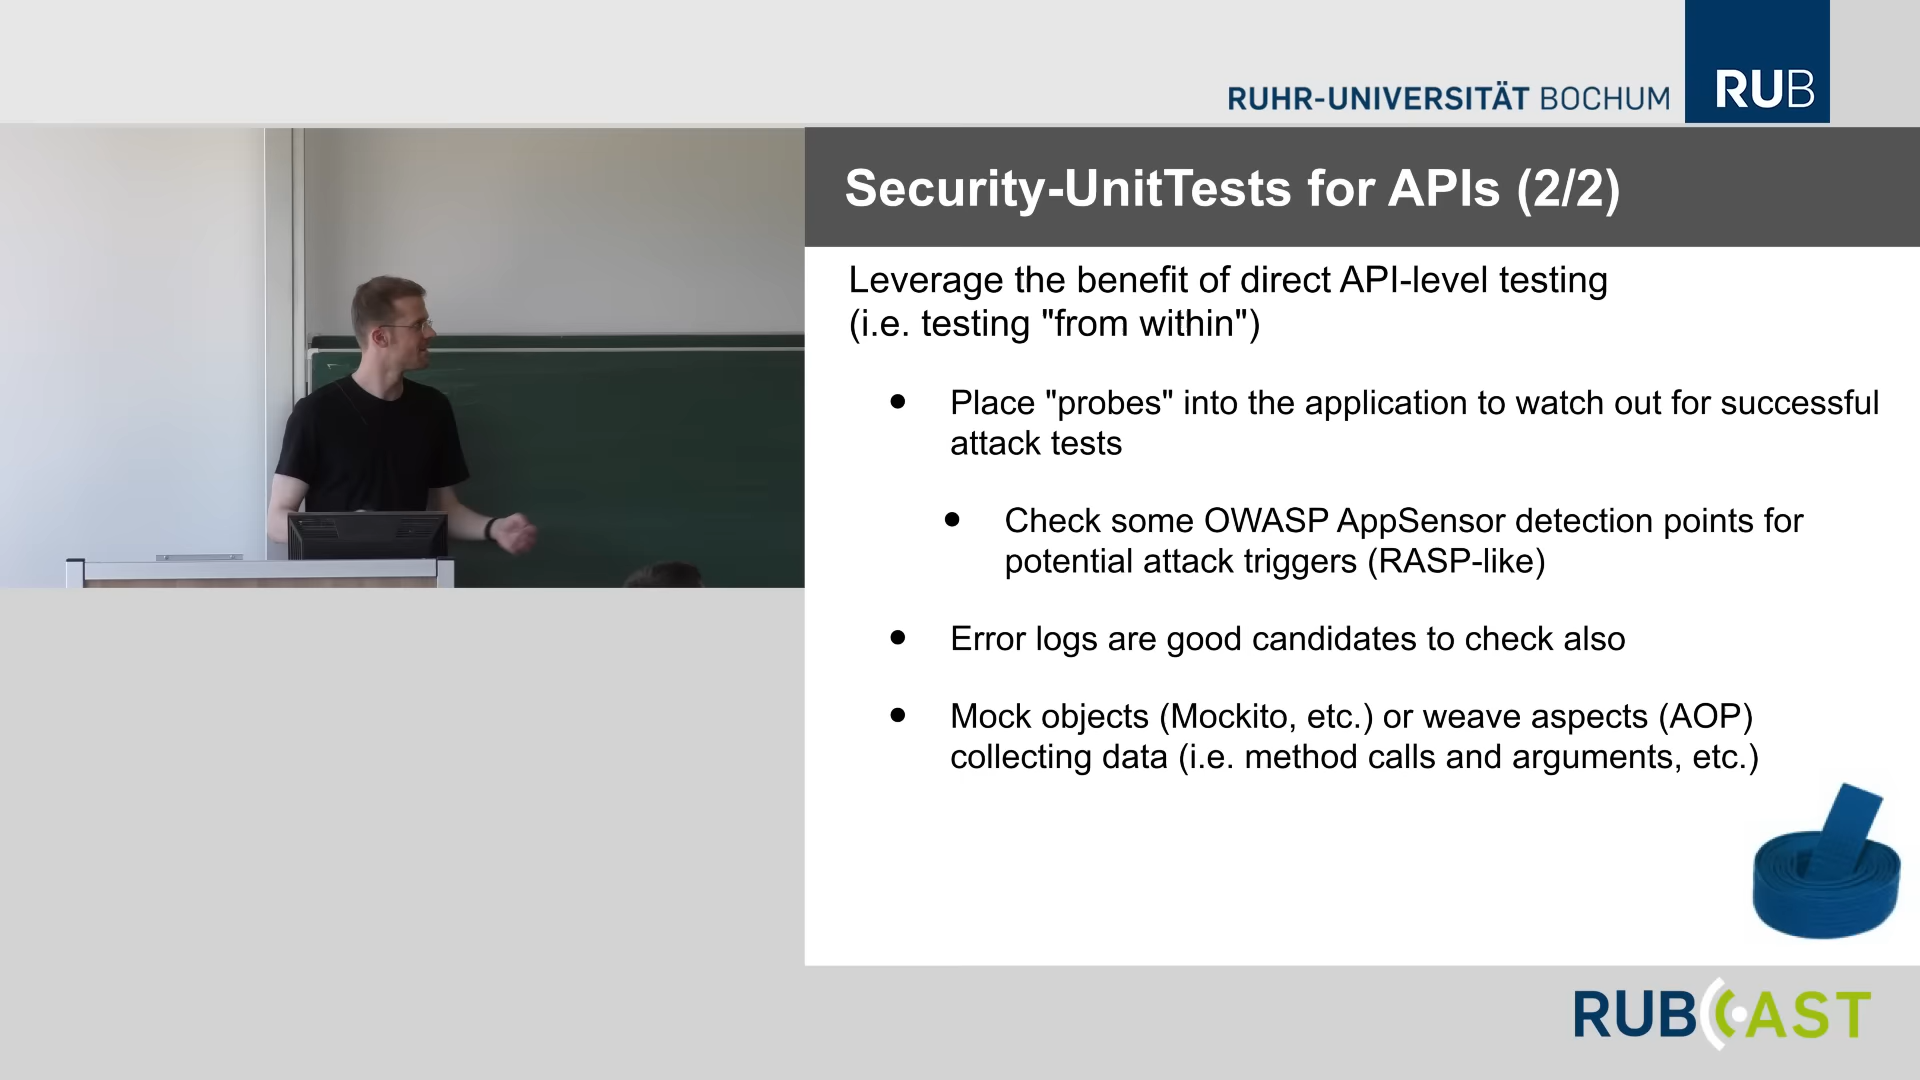 RUHR-UNIVERSITÄT BOCHUM
RUB
Security-UnitTests for APIs (2/2)
Leverage the benefit of direct API-level testing
(i.e. testing "from within")
• Place "probes" into the application to watch out for successful
attack tests
• Check some OWASP AppSensor detection points for
potential attack triggers (RASP-like)
• Error logs are good candidates to check also
• Mock objects (Mockito, etc.) or weave aspects (AOP)
collecting data (i.e. method calls and arguments, etc.)
RUBCAST